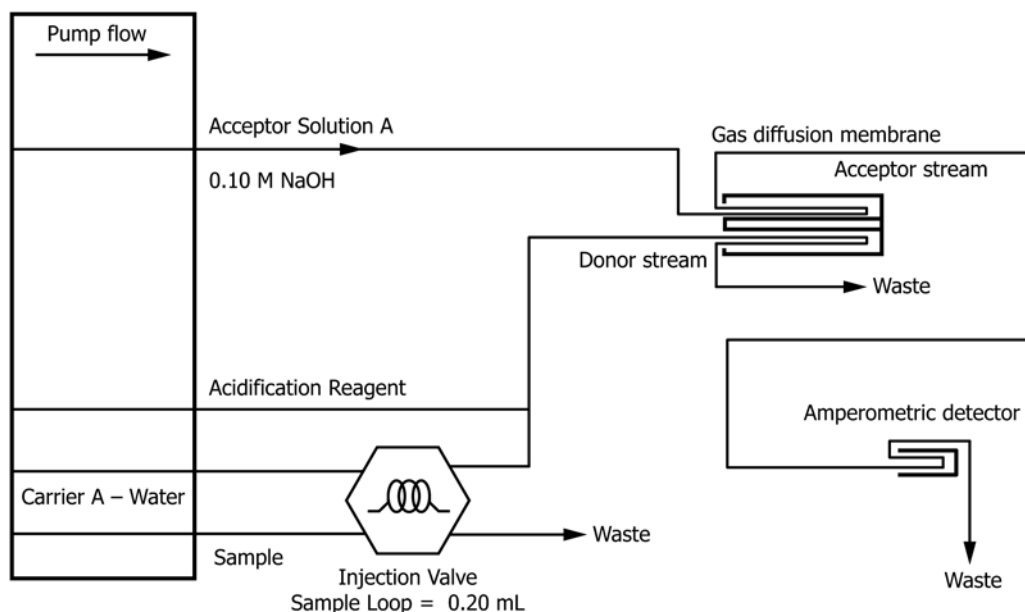 Pump flow
Acceptor Solution A
0.10 M NaOH
Gas diffusion membrane
Acceptor stream
Donor stream
Waste
Acidification Reagent
Amperometric detector
Carrier A – Water
Waste
Sample
Injection Valve
Sample Loop = 0.20 mL
Waste